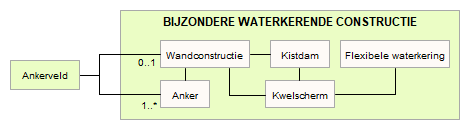 BIJZONDERE WATERKERENDE CONSTRUCTIE
Wandconstructie
Kistdam
Flexibele waterkering
0..1
Ankerveld
Anker
Kwelscherm
1..*